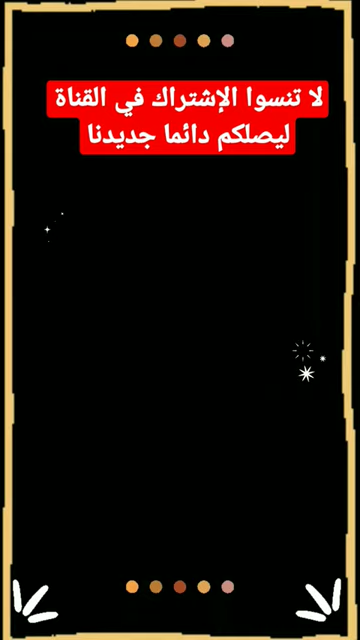 لا تنسوا الإشتراك في القناة
ليصلكم دائما جديدنا